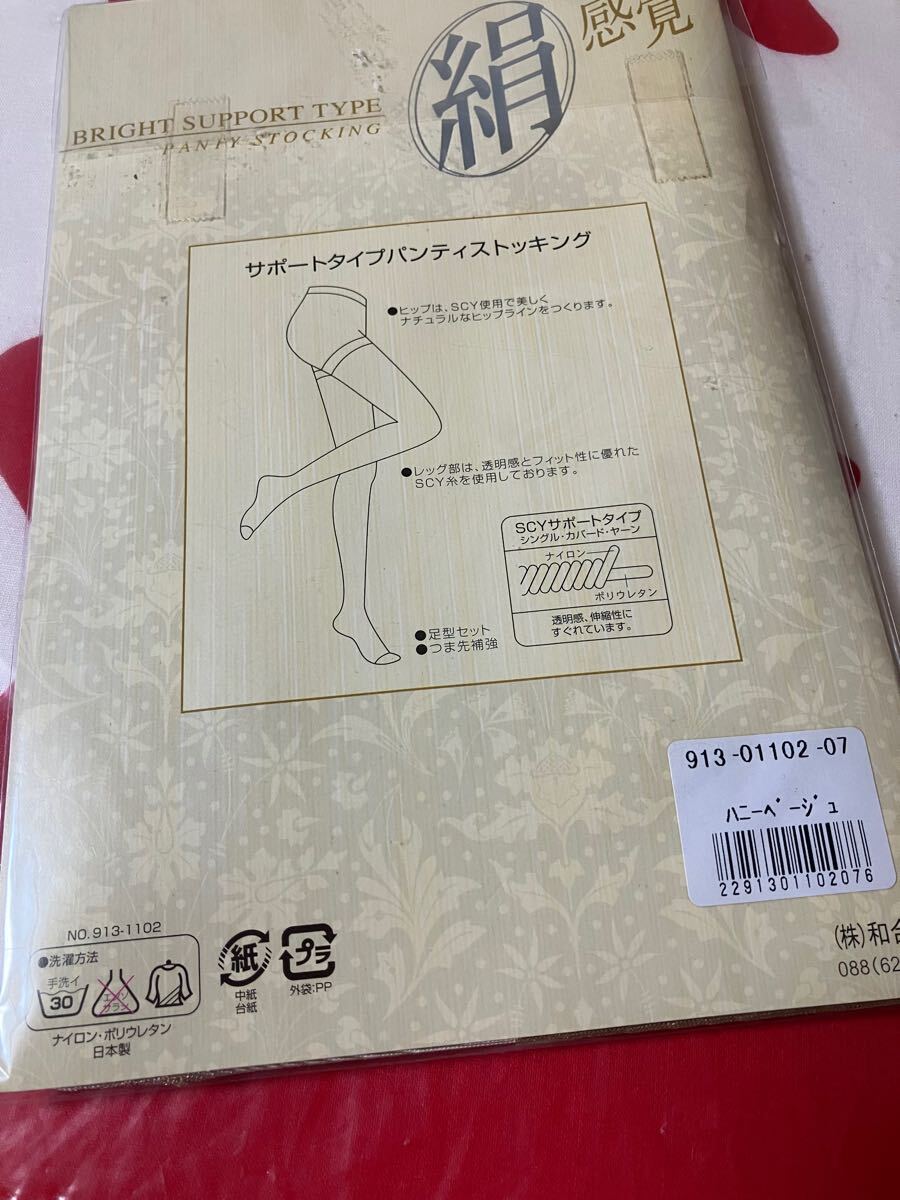 絹感覚
BRIGHT SUPPORT TYPE
PANTY STOCKING
サポートタイプパンティストッキング
●ヒップは、SCY使用で美しく
ナチュラルなヒップラインをつくります。
●レッグ部は、透明感とフィット性に優れた
SCY糸を使用しております。
SCYサポートタイプ
シングル・カバード・ヤーン
ナイロン
ポリウレタン
透明感、伸縮性に
すぐれています。
●足型セット
●つま先補強
913-01102-07
ハニーベージュ
2291301102076
NO.913-1102
●洗濯方法
手洗イ
30
エンソ
サラシ
ナイロン・ポリウレタン
日本製
紙
中紙
台紙
プラ
外袋:PP
(株)和合
088(62